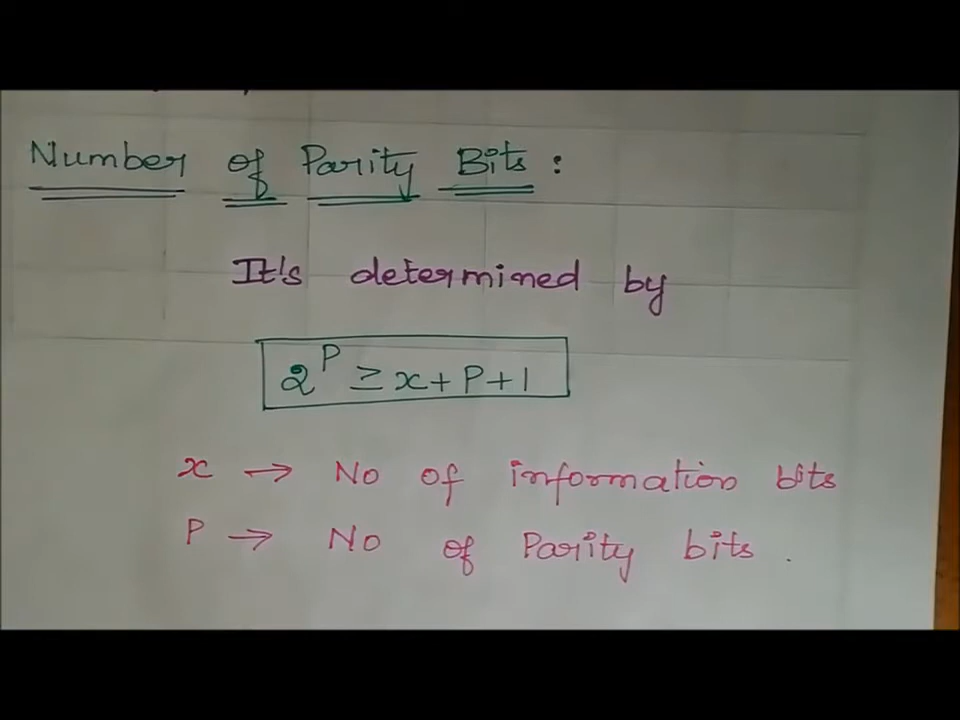 Number of Parity Bits:
It's determined by
2^P ≥ x+P+1
x → No of information bits
P → No of Parity bits.